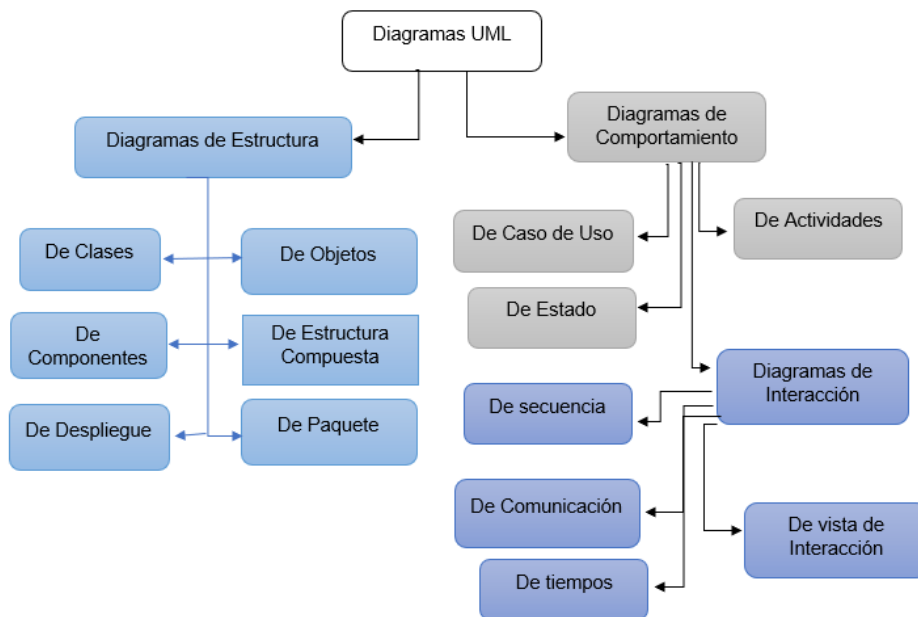 Diagramas UML
Diagramas de Estructura
Diagramas de
Comportamiento
De Clases
De Objetos
De
Componentes
De Estructura
Compuesta
De Despliegue
De Paquete
De Caso de Uso
De Actividades
De Estado
Diagramas de
Interacción
De secuencia
De Comunicación
De vista de
Interacción
De tiempos